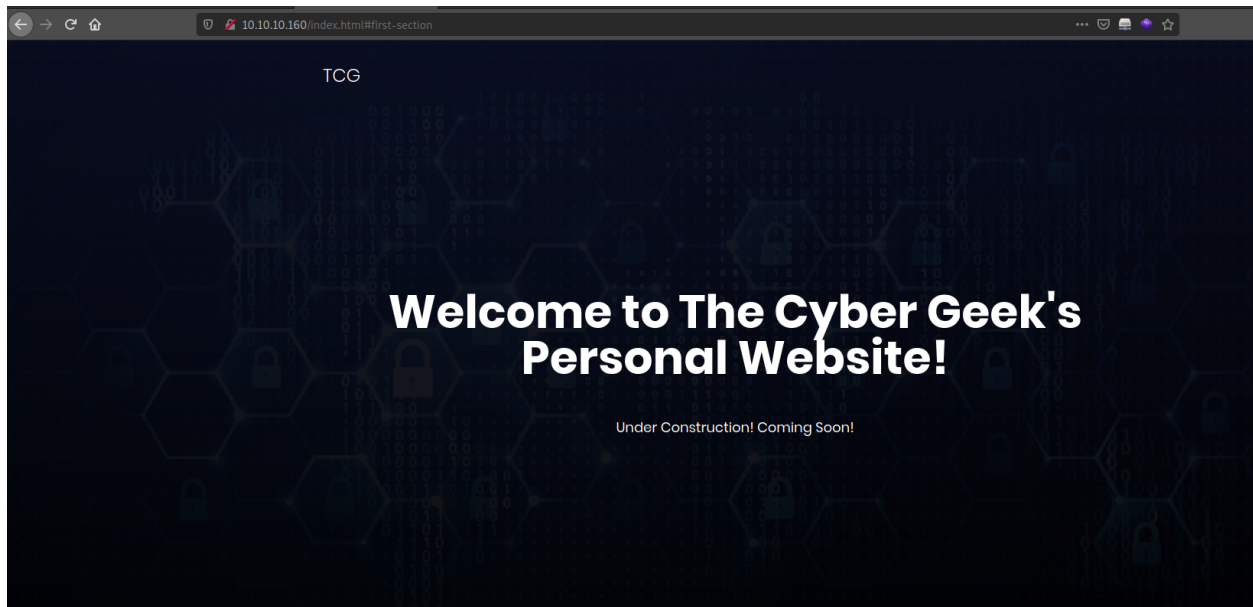 10.10.10.160/index.html#first-section
TCG
Welcome to The Cyber Geek's
Personal Website!
Under Construction! Coming Soon!